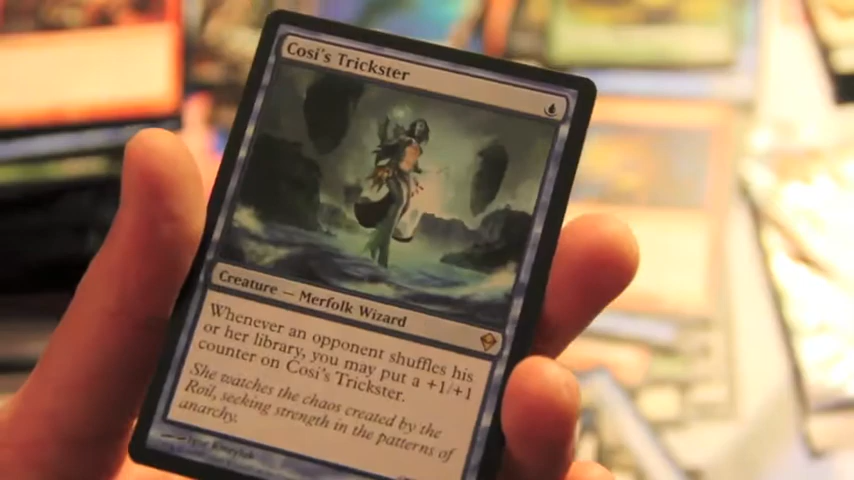 Cosi's Trickster
Creature — Merfolk Wizard
Whenever an opponent shuffles his
or her library, you may put a +1/+1
counter on Cosi's Trickster.
She watches the chaos created by the
Roil, seeking strength in the patterns of
anarchy.